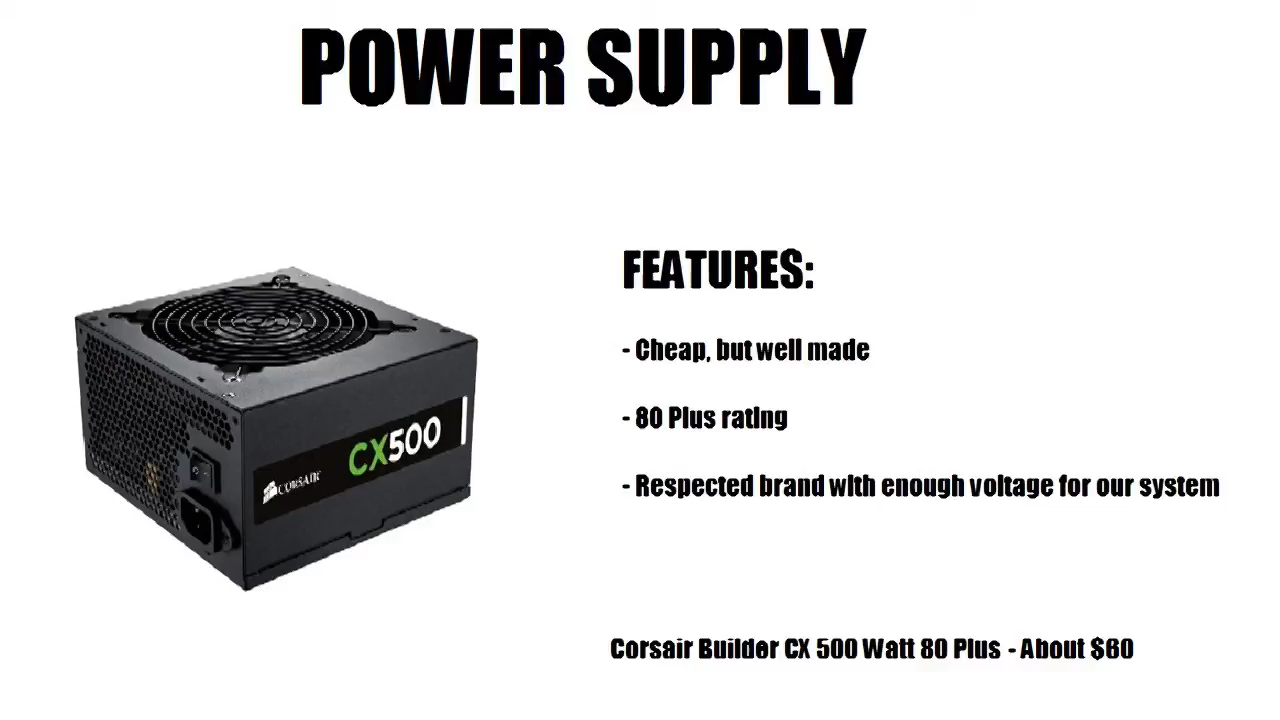 POWER SUPPLY
FEATURES:
- Cheap, but well made
- 80 Plus rating
- Respected brand with enough voltage for our system
CORSAIR CX500
Corsair Builder CX 500 Watt 80 Plus - About $60